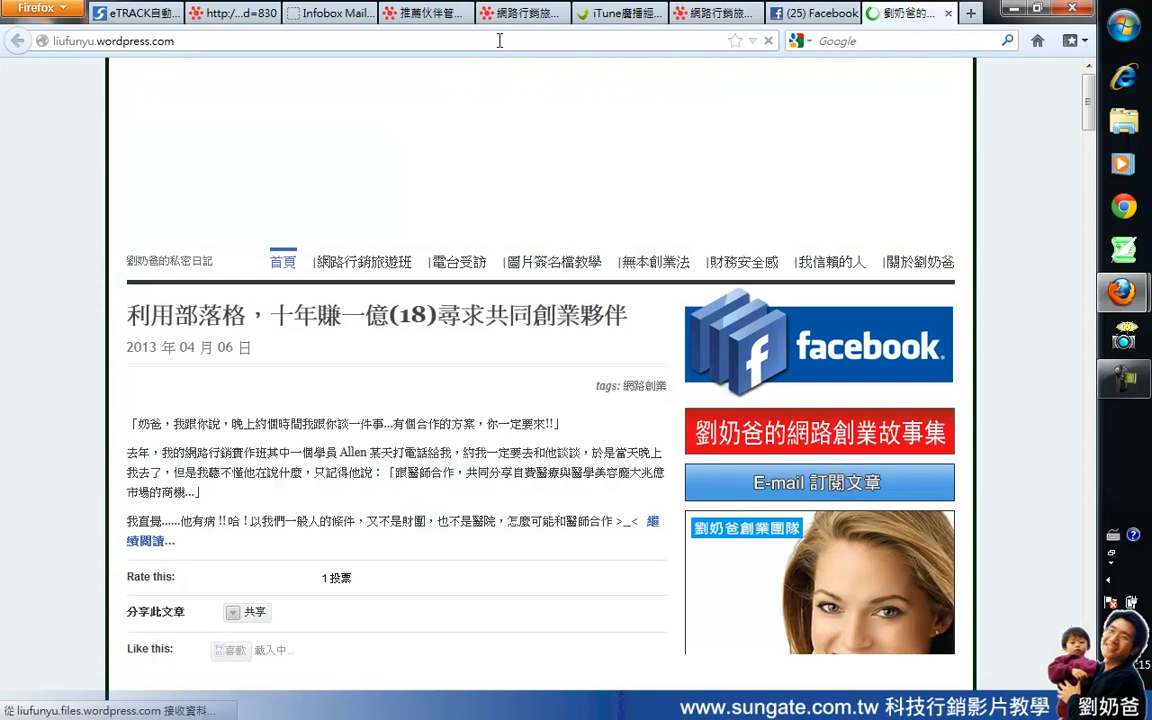 Firefox
eTRACK自動...
http:/...d=830
Infobox Mail...
推薦伙伴管...
網路行銷旅...
iTune廣播經...
網路行銷旅...
(25) Facebook
劉奶爸的...
liufunyu.wordpress.com
Google
劉奶爸的私密日記
首頁
|網路行銷旅遊班
|電台受訪
|圖片簽名檔教學
|無本創業法
|財務安全感
|我信賴的人
|關於劉奶爸
利用部落格，十年賺一億(18)尋求共同創業夥伴
2013 年 04 月 06 日
tags: 網路創業
「奶爸，我跟你說，晚上約個時間我跟你談一件事...有個合作的方案，你一定要來!!」
去年，我的網路行銷實作班其中一個學員 Allen 某天打電話給我，約我一定要去和他談談，於是當天晚上
我去了，但是我聽不懂他在說什麼，只記得他說：「跟醫師合作，共同分享自費醫療與醫學美容龐大兆億
市場的商機...」
我直覺......他有病 !! 哈 ! 以我們一般人的條件，又不是財團，也不是醫院，怎麼可能和醫師合作 >_< 繼
續閱讀...
Rate this:
1 投票
分享此文章
共享
Like this:
喜歡
載入中...
facebook.
劉奶爸的網路創業故事集
E-mail 訂閱文章
劉奶爸創業團隊
:15
從 liufunyu.files.wordpress.com 接收資料...
www.sungate.com.tw 科技行銷影片教學
劉奶爸